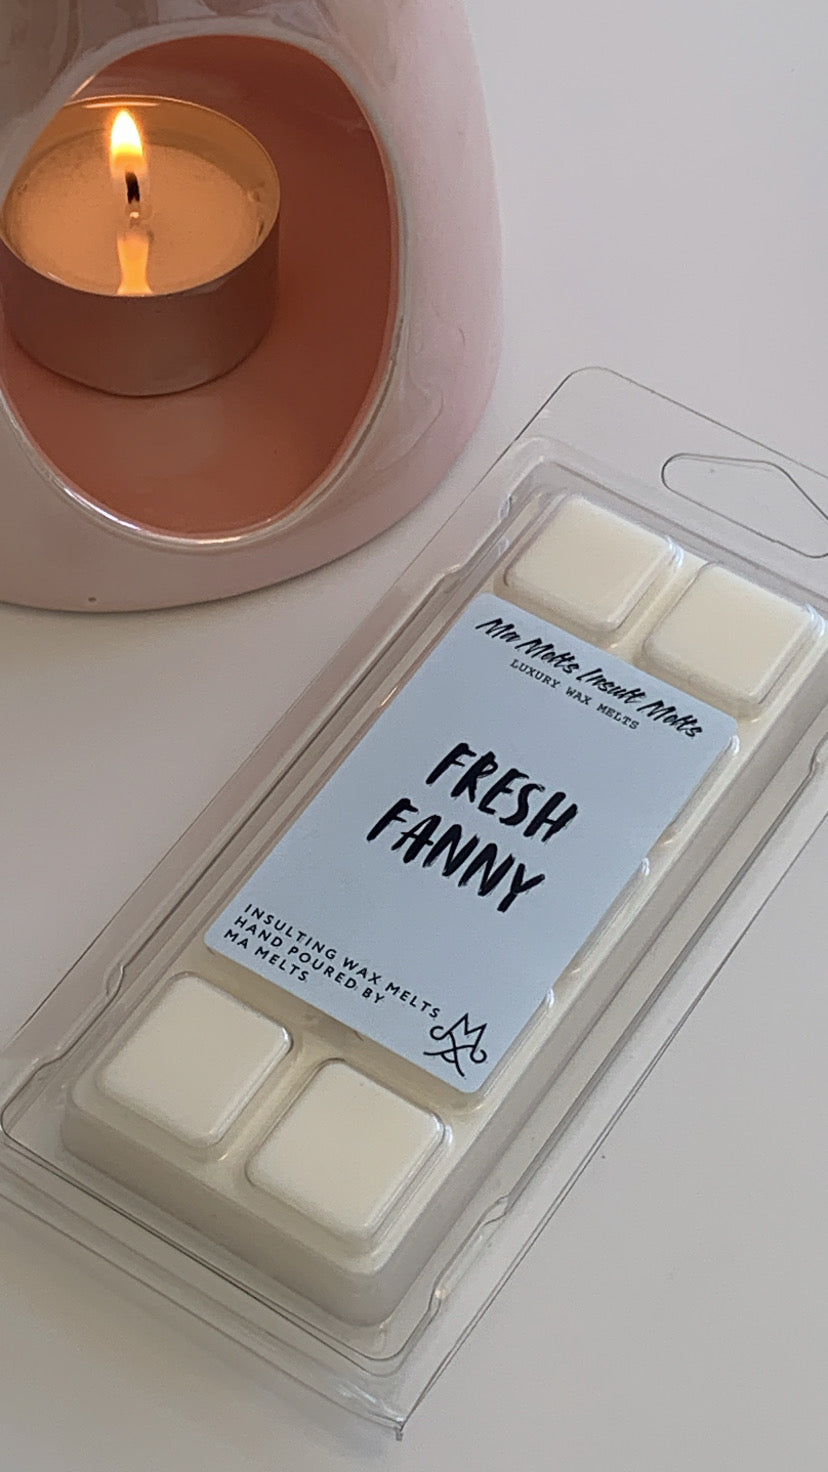 Ma Melts Insult Melts
LUXURY WAX MELTS
FRESH
FANNY
INSULTING WAX MELTS
HAND POURED BY
MA MELTS